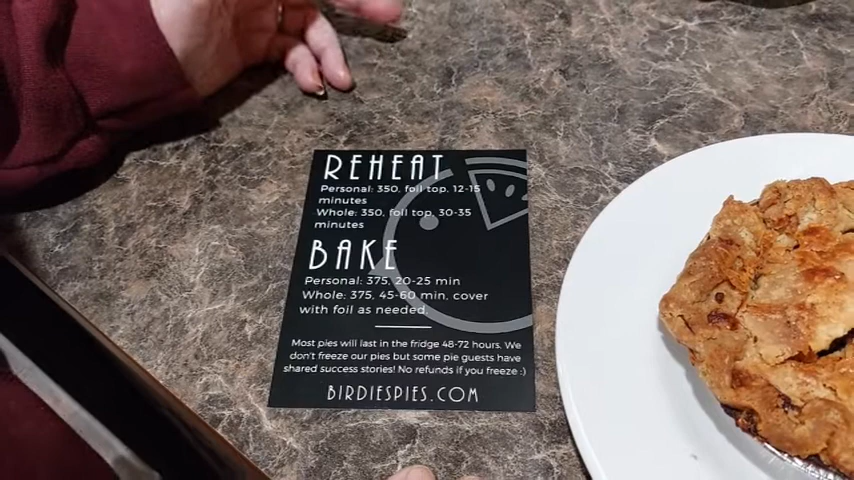 REHEAT
Personal: 350, foil top, 12-15
minutes
Whole: 350, foil top, 30-35
minutes
BAKE
Personal: 375, 20-25 min
Whole: 375, 45-60 min, cover
with foil as needed.
Most pies will last in the fridge 48-72 hours. We
don't freeze our pies but some pie guests have
shared success stories! No refunds if you freeze :)
BIRDIESPIES.COM